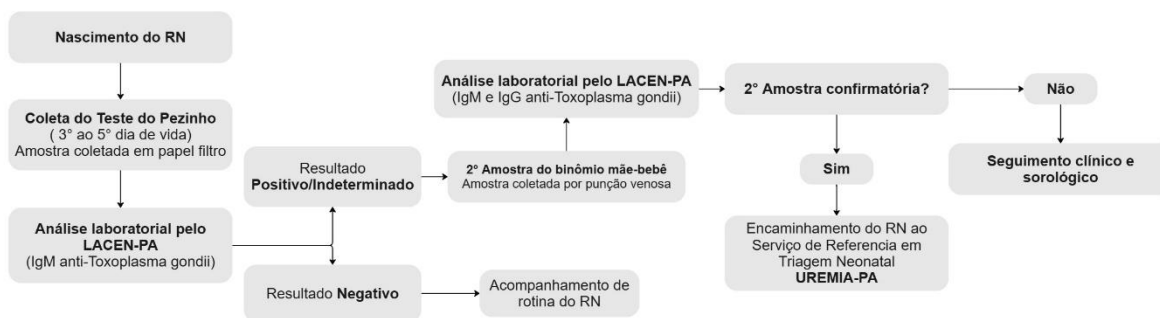 Nascimento do RN
Coleta do Teste do Pezinho
( 3° ao 5° dia de vida)
Amostra coletada em papel filtro
Análise laboratorial pelo
LACEN-PA
(IgM anti-Toxoplasma gondii)
Resultado
Positivo/Indeterminado
Resultado Negativo
Acompanhamento de
rotina do RN
2° Amostra do binômio mãe-bebê
Amostra coletada por punção venosa
Análise laboratorial pelo LACEN-PA
(IgM e IgG anti-Toxoplasma gondii)
2° Amostra confirmatória?
Sim
Encaminhamento do RN ao
Serviço de Referencia em
Triagem Neonatal
UREMIA-PA
Não
Seguimento clínico e
sorológico